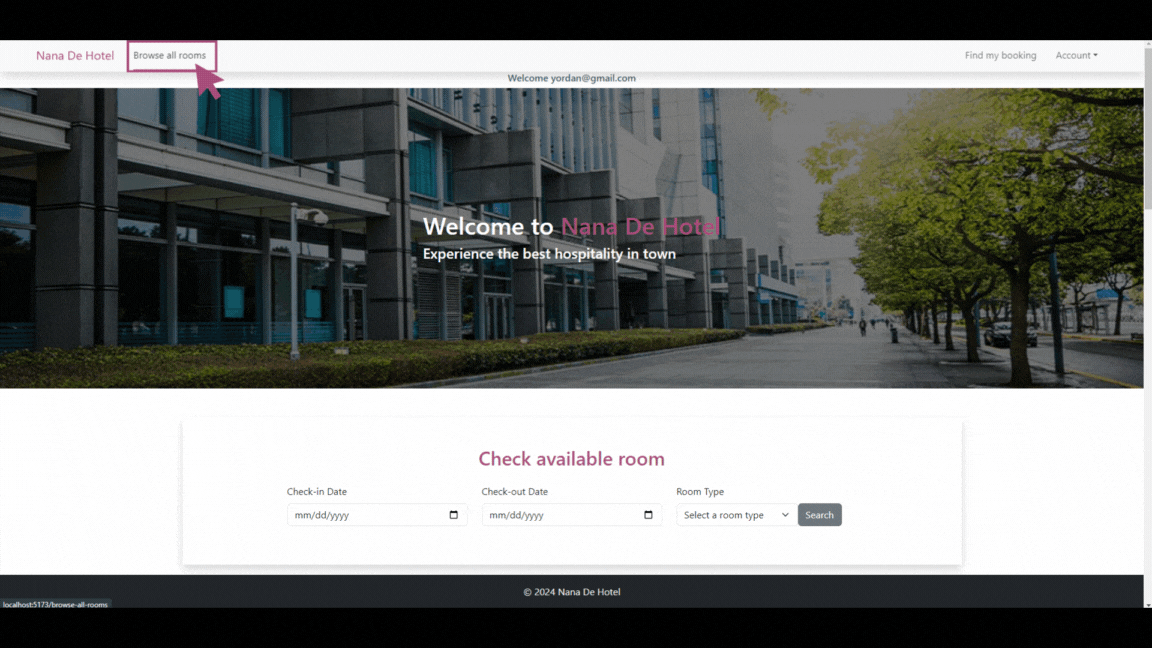 Nana De Hotel Browse all rooms Find my booking Account
Welcome yordan@gmail.com
Welcome to Nana De Hotel
Experience the best hospitality in town
Check available room
Check-in Date Check-out Date Room Type
mm/dd/yyyy mm/dd/yyyy Select a room type Search
© 2024 Nana De Hotel
localhost:5173/browse-all-rooms